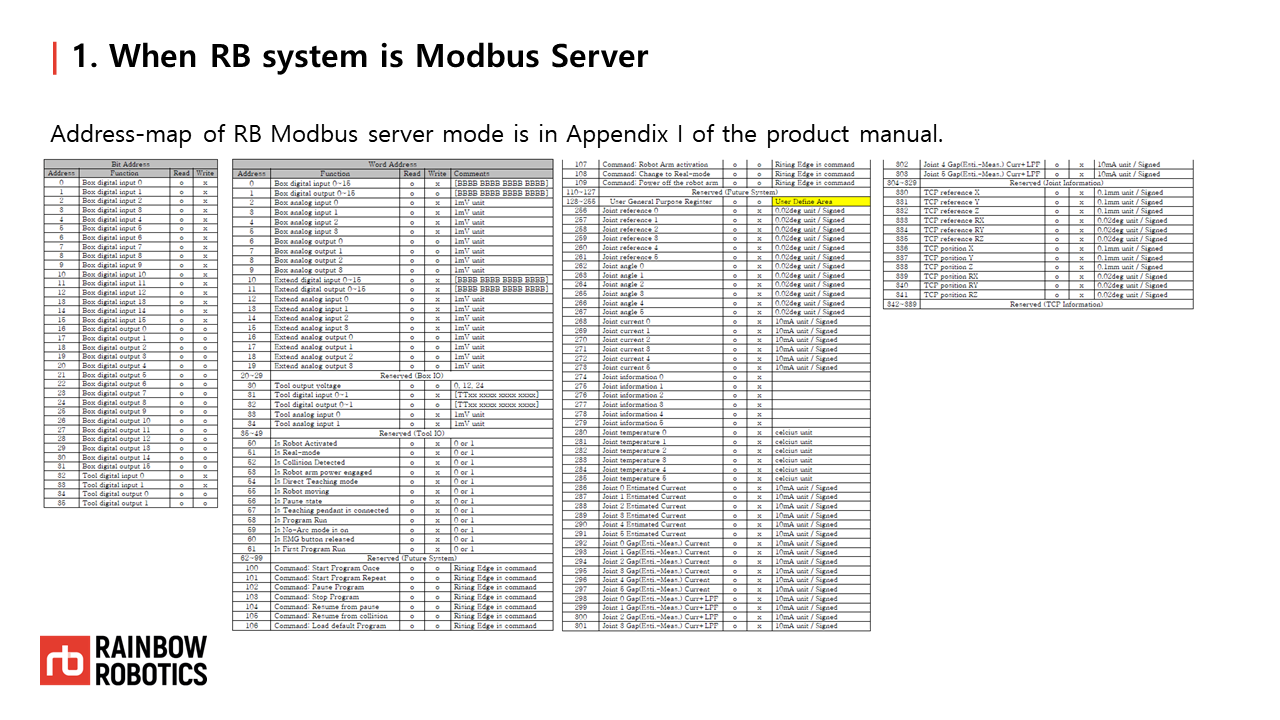 1. When RB system is Modbus Server
Address-map of RB Modbus server mode is in Appendix I of the product manual.
Bit Address
Address Function Read Write
0 Box digital input 0 o x
1 Box digital input 1 o x
2 Box digital input 2 o x
3 Box digital input 3 o x
4 Box digital input 4 o x
5 Box digital input 5 o x
6 Box digital input 6 o x
7 Box digital input 7 o x
8 Box digital input 8 o x
9 Box digital input 9 o x
10 Box digital input 10 o x
11 Box digital input 11 o x
12 Box digital input 12 o x
13 Box digital input 13 o x
14 Box digital input 14 o x
15 Box digital input 15 o x
16 Box digital output 0 o o
17 Box digital output 1 o o
18 Box digital output 2 o o
19 Box digital output 3 o o
20 Box digital output 4 o o
21 Box digital output 5 o o
22 Box digital output 6 o o
23 Box digital output 7 o o
24 Box digital output 8 o o
25 Box digital output 9 o o
26 Box digital output 10 o o
27 Box digital output 11 o o
28 Box digital output 12 o o
29 Box digital output 13 o o
30 Box digital output 14 o o
31 Box digital output 15 o o
32 Tool digital input 0 o x
33 Tool digital input 1 o x
34 Tool digital output 0 o o
35 Tool digital output 1 o o
Word Address
Address Function Read Write Comments
0 Box digital input 0~15 o x [BBBB BBBB BBBB BBBB]
1 Box digital output 0~15 o o [BBBB BBBB BBBB BBBB]
2 Box analog input 0 o x 1mV unit
3 Box analog input 1 o x 1mV unit
4 Box analog input 2 o x 1mV unit
5 Box analog input 3 o x 1mV unit
6 Box analog output 0 o o 1mV unit
7 Box analog output 1 o o 1mV unit
8 Box analog output 2 o o 1mV unit
9 Box analog output 3 o o 1mV unit
10 Extend digital input 0~15 o x [BBBB BBBB BBBB BBBB]
11 Extend digital output 0~15 o o [BBBB BBBB BBBB BBBB]
12 Extend analog input 0 o x 1mV unit
13 Extend analog input 1 o x 1mV unit
14 Extend analog input 2 o x 1mV unit
15 Extend analog input 3 o x 1mV unit
16 Extend analog output 0 o o 1mV unit
17 Extend analog output 1 o o 1mV unit
18 Extend analog output 2 o o 1mV unit
19 Extend analog output 3 o o 1mV unit
20~29 Reserved (Box IO)
30 Tool output voltage o o 0, 12, 24
31 Tool digital input 0~1 o x [TTxx xxxx xxxx xxxx]
32 Tool digital output 0~1 o o [TTxx xxxx xxxx xxxx]
33 Tool analog input 0 o x 1mV unit
34 Tool analog input 1 o x 1mV unit
35~49 Reserved (Tool IO)
50 Is Robot Activated o x 0 or 1
51 Is Real-mode o x 0 or 1
52 Is Collision Detected o x 0 or 1
53 Is Robot arm power engaged o x 0 or 1
54 Is Direct Teaching mode o x 0 or 1
55 Is Robot moving o x 0 or 1
56 Is Pause state o x 0 or 1
57 Is Teaching pendant is connected o x 0 or 1
58 Is Program Run o x 0 or 1
59 Is No-Arc mode is on o x 0 or 1
60 Is EMG button released o x 0 or 1
61 Is First Program Run o x 0 or 1
62~99 Reserved (Future System)
100 Command: Start Program Once o o Rising Edge is command
101 Command: Start Program Repeat o o Rising Edge is command
102 Command: Pause Program o o Rising Edge is command
103 Command: Stop Program o o Rising Edge is command
104 Command: Resume from pause o o Rising Edge is command
105 Command: Resume from collision o o Rising Edge is command
106 Command: Load default Program o o Rising Edge is command
107 Command: Robot Arm activation o o Rising Edge is command
108 Command: Change to Real-mode o o Rising Edge is command
109 Command: Power off the robot arm o o Rising Edge is command
110~127 Reserved (Future System)
128~255 User General Purpose Register o o User Define Area
256 Joint reference 0 o x 0.02deg unit / Signed
257 Joint reference 1 o x 0.02deg unit / Signed
258 Joint reference 2 o x 0.02deg unit / Signed
259 Joint reference 3 o x 0.02deg unit / Signed
260 Joint reference 4 o x 0.02deg unit / Signed
261 Joint reference 5 o x 0.02deg unit / Signed
262 Joint angle 0 o x 0.02deg unit / Signed
263 Joint angle 1 o x 0.02deg unit / Signed
264 Joint angle 2 o x 0.02deg unit / Signed
265 Joint angle 3 o x 0.02deg unit / Signed
266 Joint angle 4 o x 0.02deg unit / Signed
267 Joint angle 5 o x 0.02deg unit / Signed
268 Joint current 0 o x 10mA unit / Signed
269 Joint current 1 o x 10mA unit / Signed
270 Joint current 2 o x 10mA unit / Signed
271 Joint current 3 o x 10mA unit / Signed
272 Joint current 4 o x 10mA unit / Signed
273 Joint current 5 o x 10mA unit / Signed
274 Joint information 0 o x
275 Joint information 1 o x
276 Joint information 2 o x
277 Joint information 3 o x
278 Joint information 4 o x
279 Joint information 5 o x
280 Joint temperature 0 o x celcius unit
281 Joint temperature 1 o x celcius unit
282 Joint temperature 2 o x celcius unit
283 Joint temperature 3 o x celcius unit
284 Joint temperature 4 o x celcius unit
285 Joint temperature 5 o x celcius unit
286 Joint 0 Estimated Current o x 10mA unit / Signed
287 Joint 1 Estimated Current o x 10mA unit / Signed
288 Joint 2 Estimated Current o x 10mA unit / Signed
289 Joint 3 Estimated Current o x 10mA unit / Signed
290 Joint 4 Estimated Current o x 10mA unit / Signed
291 Joint 5 Estimated Current o x 10mA unit / Signed
292 Joint 0 Gap(Esti.-Meas.) Current o x 10mA unit / Signed
293 Joint 1 Gap(Esti.-Meas.) Current o x 10mA unit / Signed
294 Joint 2 Gap(Esti.-Meas.) Current o x 10mA unit / Signed
295 Joint 3 Gap(Esti.-Meas.) Current o x 10mA unit / Signed
296 Joint 4 Gap(Esti.-Meas.) Current o x 10mA unit / Signed
297 Joint 5 Gap(Esti.-Meas.) Current o x 10mA unit / Signed
298 Joint 0 Gap(Esti.-Meas.) Curr+LPF o x 10mA unit / Signed
299 Joint 1 Gap(Esti.-Meas.) Curr+LPF o x 10mA unit / Signed
300 Joint 2 Gap(Esti.-Meas.) Curr+LPF o x 10mA unit / Signed
301 Joint 3 Gap(Esti.-Meas.) Curr+LPF o x 10mA unit / Signed
302 Joint 4 Gap(Esti.-Meas.) Curr+LPF o x 10mA unit / Signed
303 Joint 5 Gap(Esti.-Meas.) Curr+LPF o x 10mA unit / Signed
304~329 Reserved (Joint Information)
330 TCP reference X o x 0.1mm unit / Signed
331 TCP reference Y o x 0.1mm unit / Signed
332 TCP reference Z o x 0.1mm unit / Signed
333 TCP reference RX o x 0.02deg unit / Signed
334 TCP reference RY o x 0.02deg unit / Signed
335 TCP reference RZ o x 0.02deg unit / Signed
336 TCP position X o x 0.1mm unit / Signed
337 TCP position Y o x 0.1mm unit / Signed
338 TCP position Z o x 0.1mm unit / Signed
339 TCP position RX o x 0.02deg unit / Signed
340 TCP position RY o x 0.02deg unit / Signed
341 TCP position RZ o x 0.02deg unit / Signed
342~389 Reserved (TCP Information)
rb RAINBOW
ROBOTICS